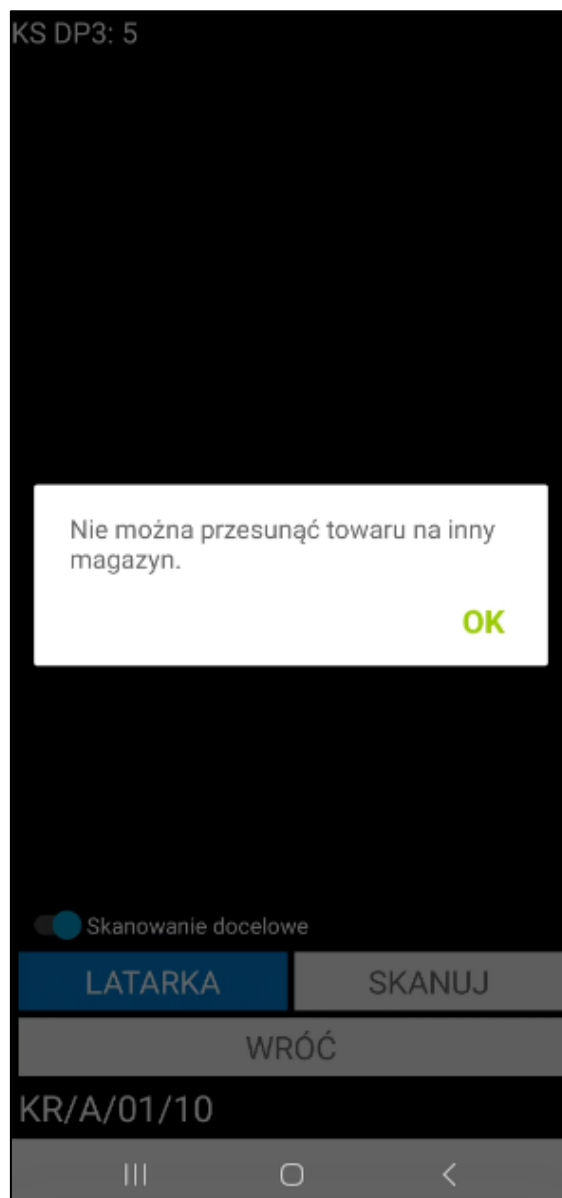 KS DP3: 5
Nie można przesunąć towaru na inny
magazyn.
OK
Skanowanie docelowe
LATARKA
SKANUJ
WRÓĆ
KR/A/01/10